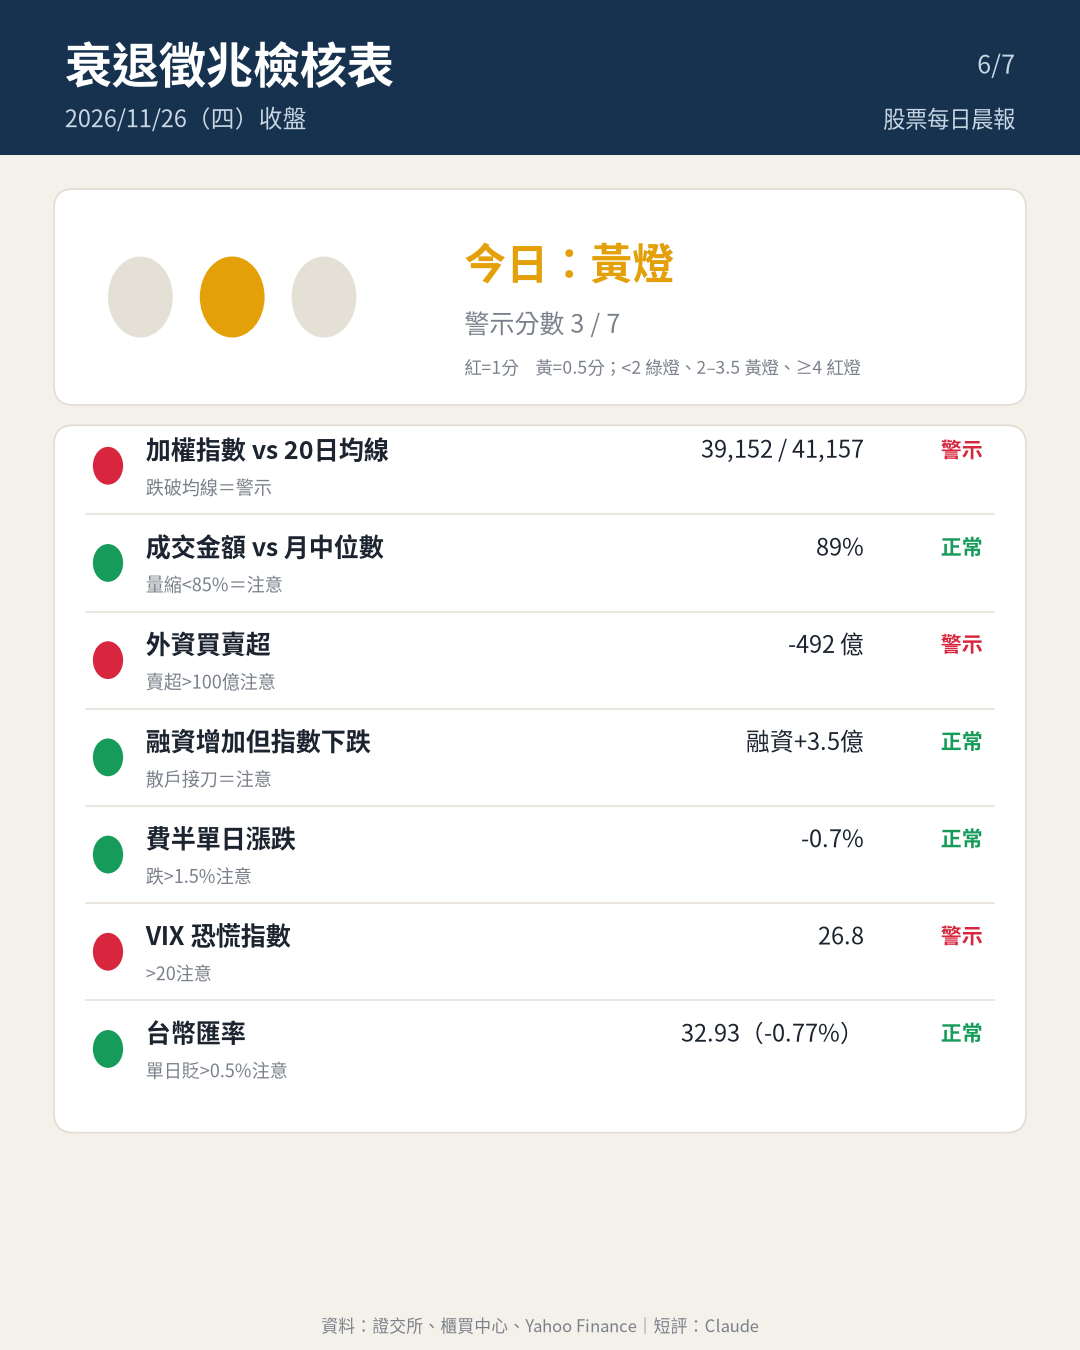 衰退徵兆檢核表
6/7
2026/11/26（四）收盤
股票每日晨報
今日：黃燈
警示分數 3 / 7
紅=1分　黃=0.5分；<2 綠燈、2–3.5 黃燈、≥4 紅燈
加權指數 vs 20日均線
39,152 / 41,157
警示
跌破均線＝警示
成交金額 vs 月中位數
89%
正常
量縮<85%＝注意
外資買賣超
-492 億
警示
賣超>100億注意
融資增加但指數下跌
融資+3.5億
正常
散戶接刀＝注意
費半單日漲跌
-0.7%
正常
跌>1.5%注意
VIX 恐慌指數
26.8
警示
>20注意
台幣匯率
32.93（-0.77%）
正常
單日貶>0.5%注意
資料：證交所、櫃買中心、Yahoo Finance｜短評：Claude